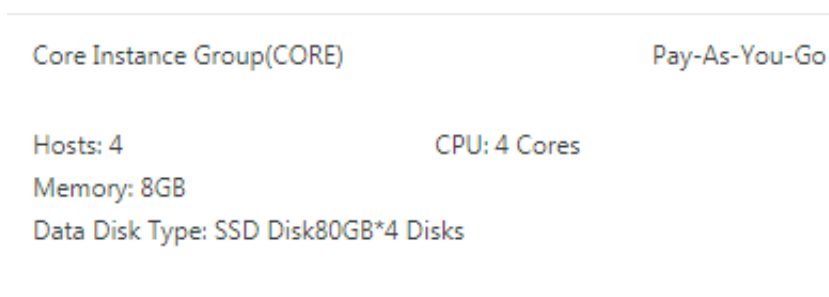 Core Instance Group(CORE) Pay-As-You-Go
Hosts: 4 CPU: 4 Cores
Memory: 8GB
Data Disk Type: SSD Disk80GB*4 Disks